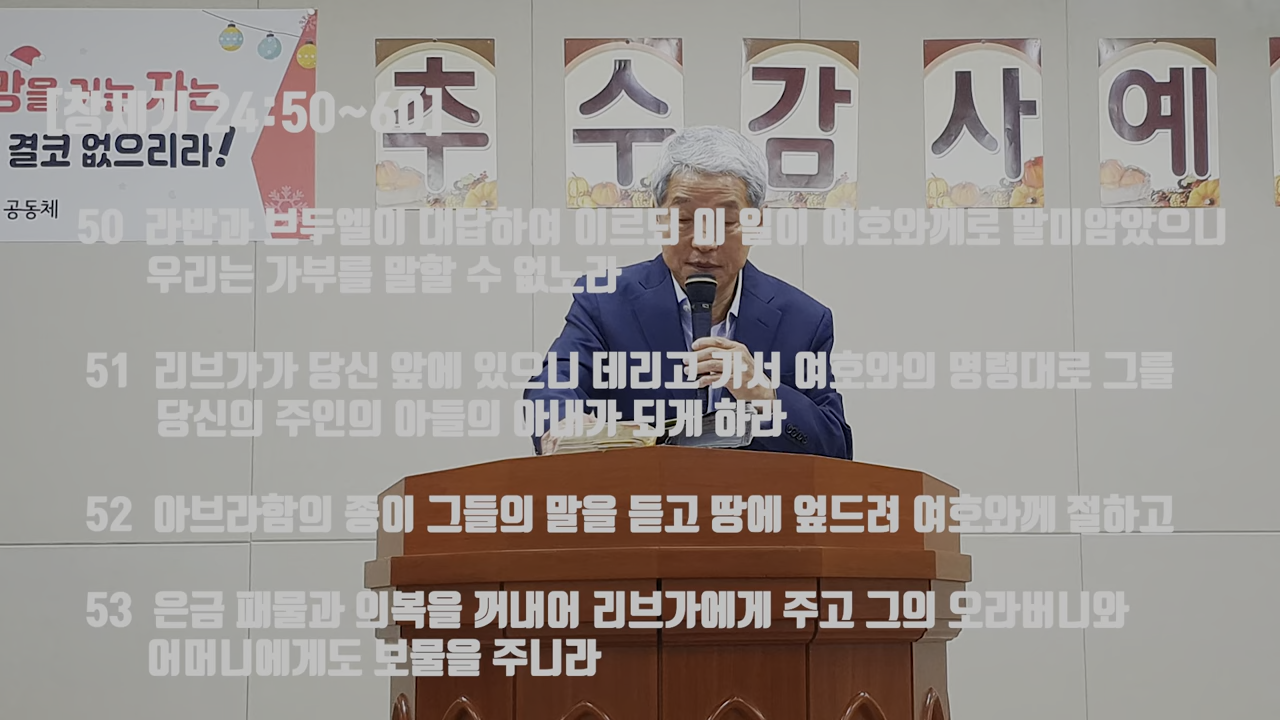 망을 기는 자는
결코 없으리라!
공동체
추 수 감 사 예
[창세기 24:50~60]
50 라반과 브두엘이 대답하여 이르되 이 일이 여호와께로 말미암았으니
우리는 가부를 말할 수 없노라
51 리브가가 당신 앞에 있으니 데리고 가서 여호와의 명령대로 그를
당신의 주인의 아들의 아내가 되게 하라
52 아브라함의 종이 그들의 말을 듣고 땅에 엎드려 여호와께 절하고
53 은금 패물과 의복을 꺼내어 리브가에게 주고 그의 오라버니와
어머니에게도 보물을 주니라